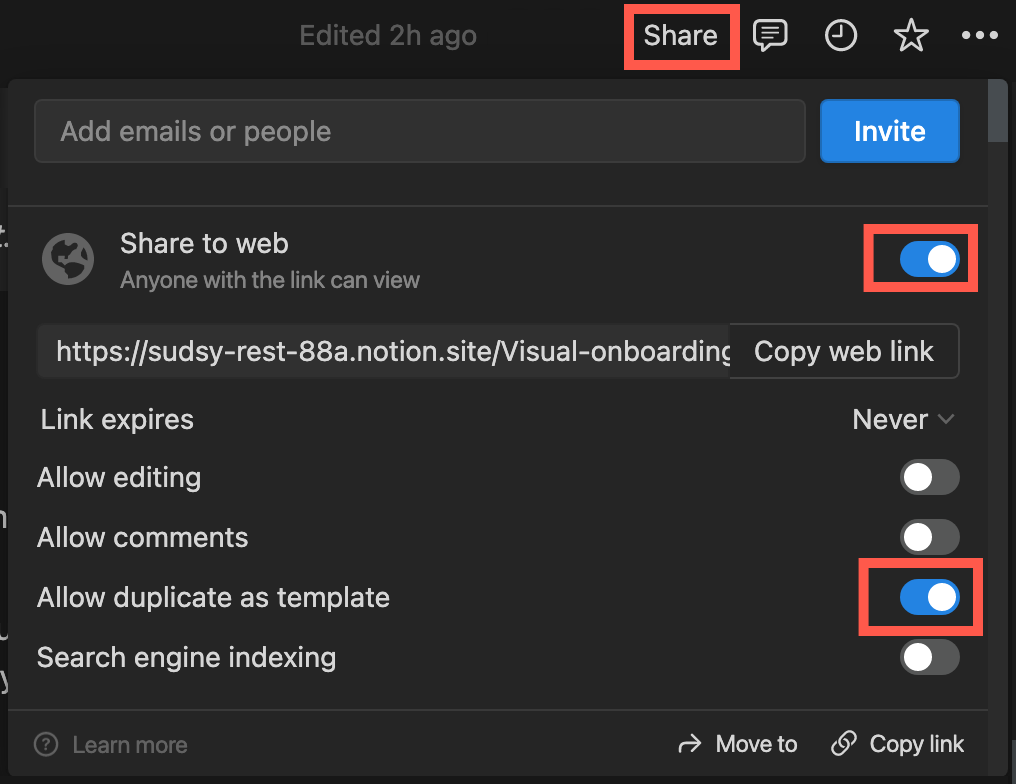 Edited 2h ago
Share
Add emails or people
Invite
Share to web
Anyone with the link can view
https://sudsy-rest-88a.notion.site/Visual-onboarding
Copy web link
Link expires
Never
Allow editing
Allow comments
Allow duplicate as template
Search engine indexing
? Learn more
Move to
Copy link